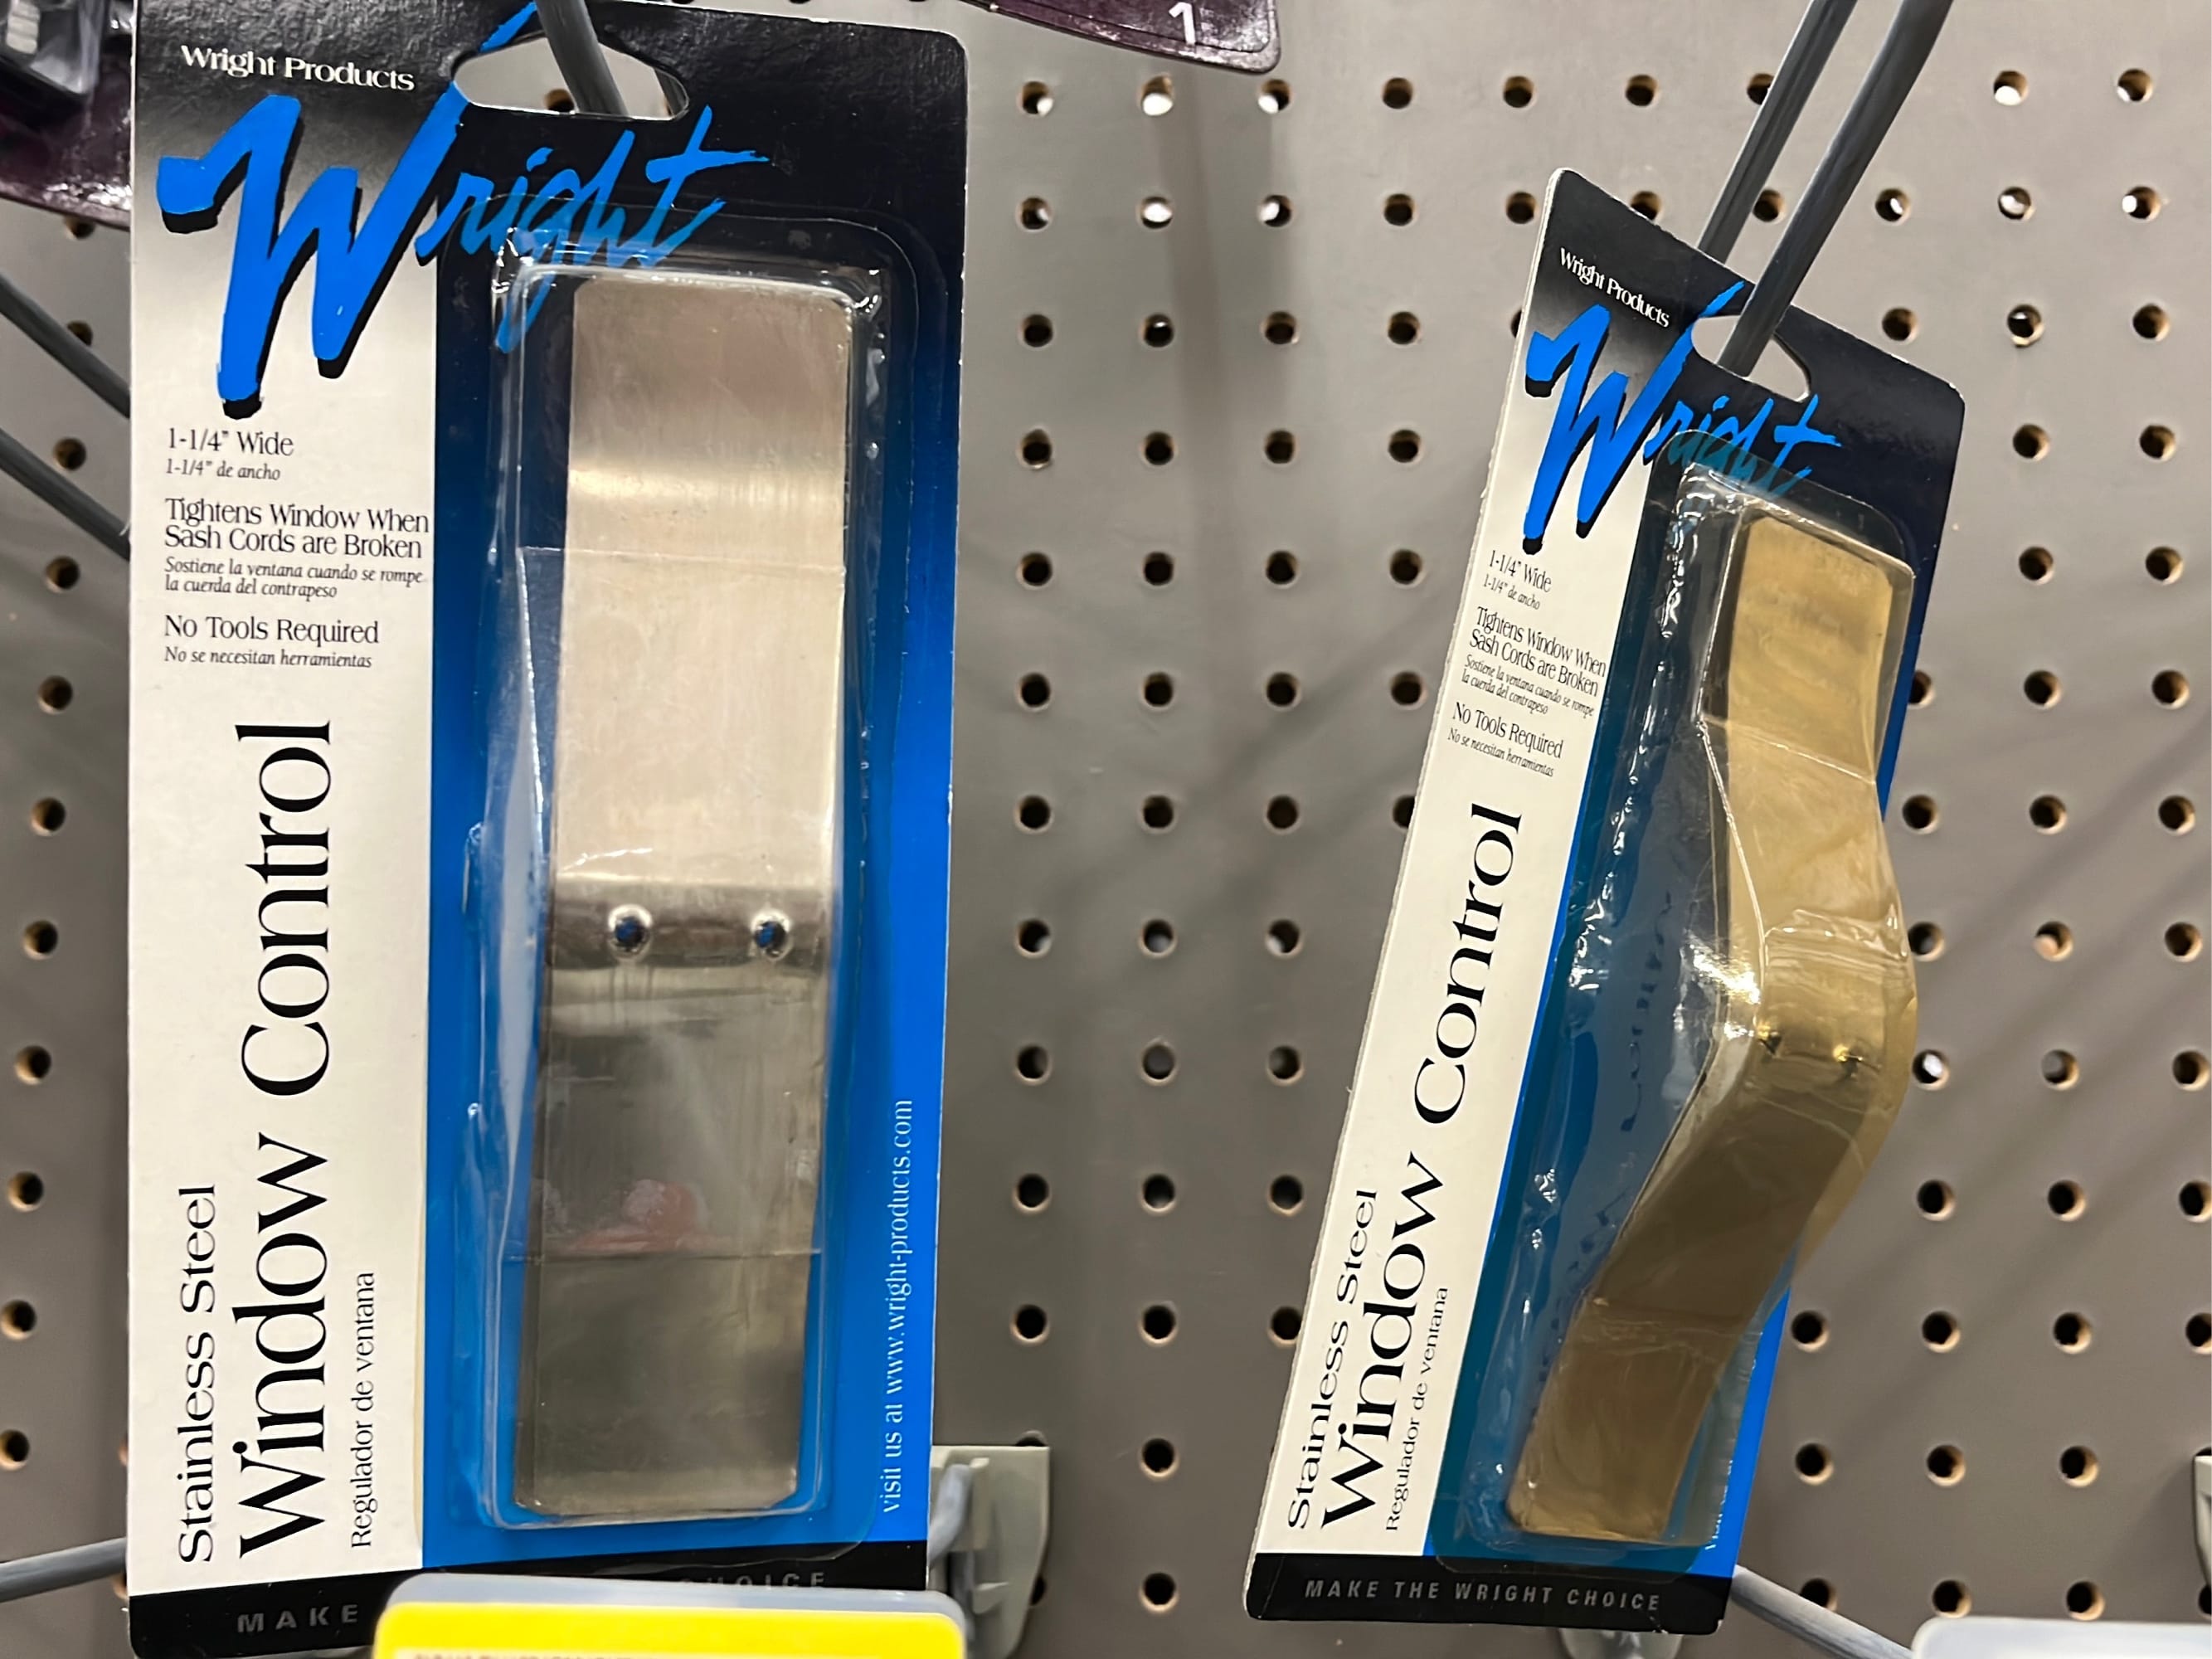 1
Wright Products
Wright
1-1/4" Wide
1-1/4" de ancho
Tightens Window When
Sash Cords are Broken
Sostiene la ventana cuando se rompe
la cuerda del contrapeso
No Tools Required
No se necesitan herramientas
Stainless Steel
Window Control
Regulador de ventana
visit us at www.wright-products.com
MAKE CHOICE
Wright Products
Wright
1-1/4" Wide
1-1/4" de ancho
Tightens Window When
Sash Cords are Broken
Sostiene la ventana cuando se rompe
la cuerda del contrapeso
No Tools Required
No se necesitan herramientas
Stainless Steel
Window Control
Regulador de ventana
MAKE THE WRIGHT CHOICE